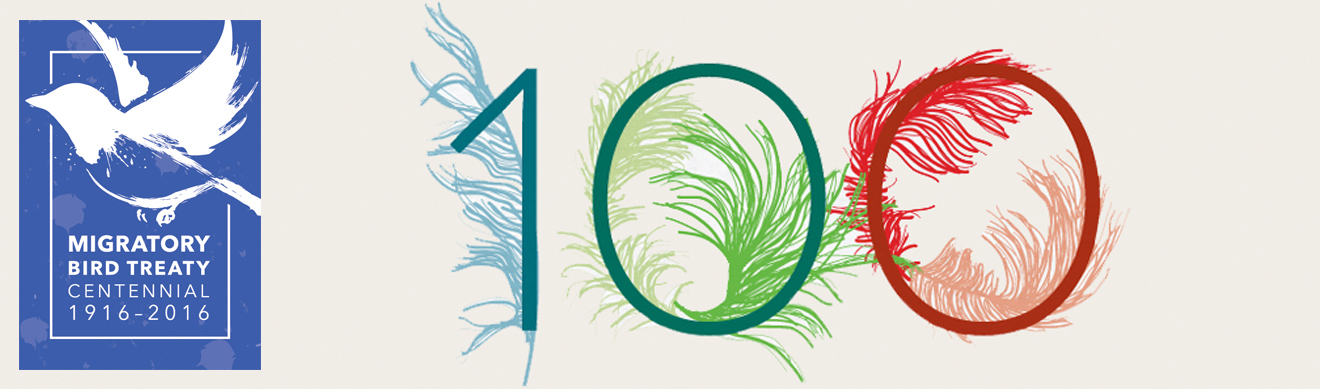 MIGRATORY
BIRD TREATY
CENTENNIAL
1916-2016
100